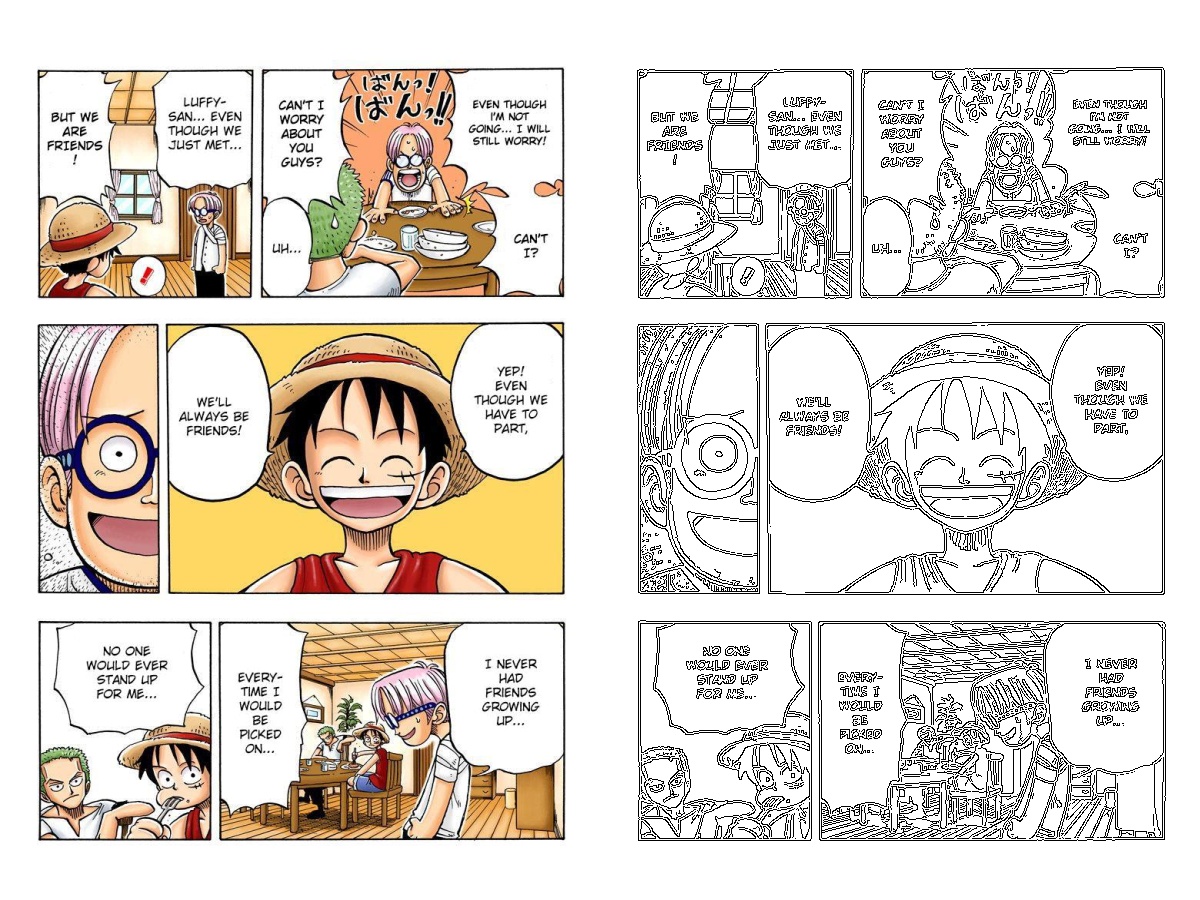 EVEN THOUGH
I'M NOT
GOING... I WILL
STILL WORRY!
ばんっ!
ばんっ!!
CAN'T I
WORRY
ABOUT
YOU
GUYS?
CAN'T
I?
UH...
LUFFY-
SAN... EVEN
THOUGH WE
JUST MET...
BUT WE
ARE
FRIENDS
!
!
YEP!
EVEN
THOUGH WE
HAVE TO
PART,
WE'LL
ALWAYS BE
FRIENDS!
I NEVER
HAD
FRIENDS
GROWING
UP...
EVERY-
TIME I
WOULD
BE
PICKED
ON...
NO ONE
WOULD EVER
STAND UP
FOR ME...
EVEN THOUGH
I'M NOT
GOING... I WILL
STILL WORRY!
ばんっ!
ばんっ!!
CAN'T I
WORRY
ABOUT
YOU
GUYS?
CAN'T
I?
UH...
LUFFY-
SAN... EVEN
THOUGH WE
JUST MET...
BUT WE
ARE
FRIENDS
!
!
YEP!
EVEN
THOUGH WE
HAVE TO
PART,
WE'LL
ALWAYS BE
FRIENDS!
I NEVER
HAD
FRIENDS
GROWING
UP...
EVERY-
TIME I
WOULD
BE
PICKED
ON...
NO ONE
WOULD EVER
STAND UP
FOR ME...